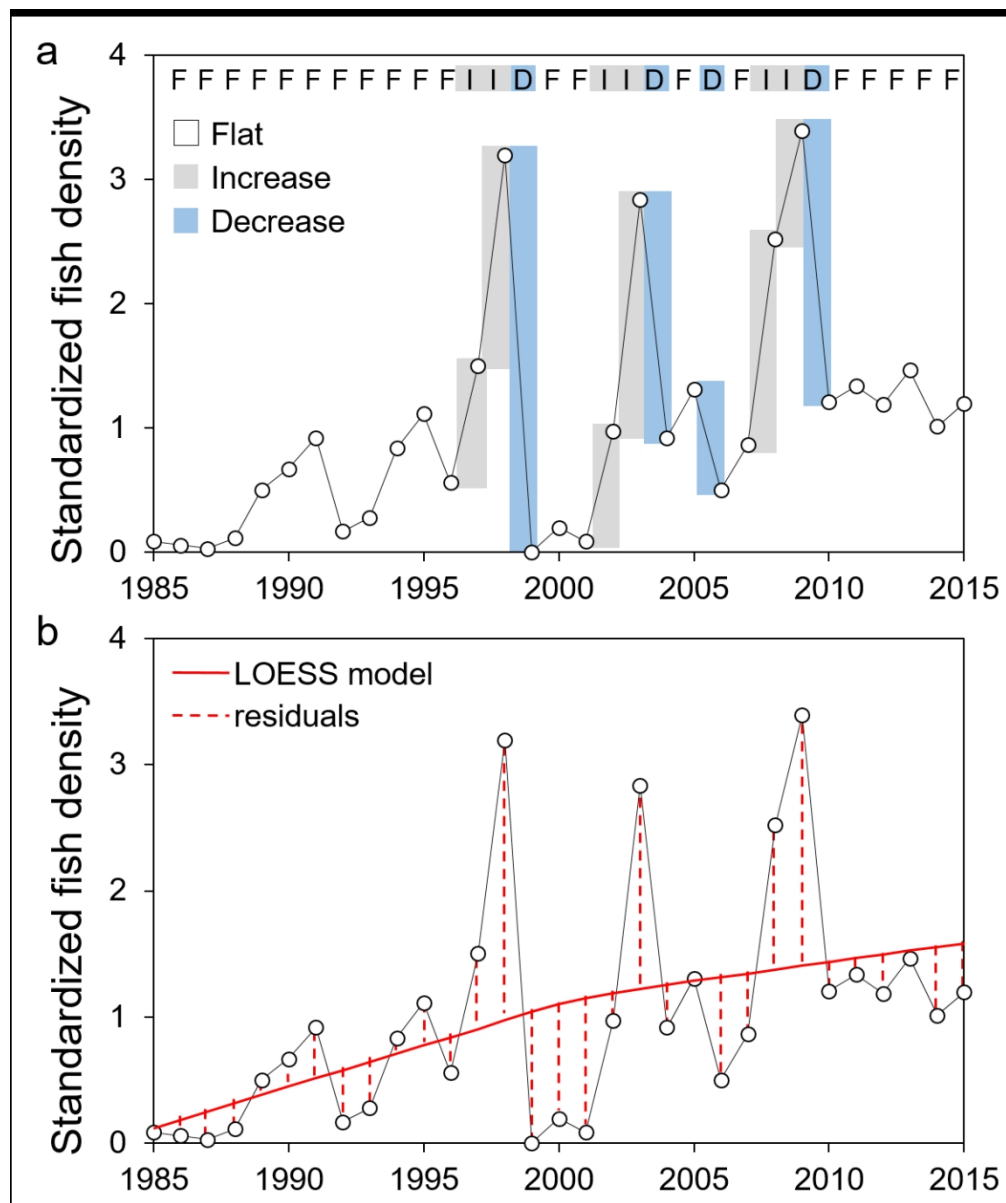 a
F F F F F F F F F F F I I D F F I I D F D F I I D F F F F F
Flat
Increase
Decrease
Standardized fish density
4
3
2
1
0
1985 1990 1995 2000 2005 2010 2015
b
LOESS model
residuals
Standardized fish density
4
3
2
1
0
1985 1990 1995 2000 2005 2010 2015